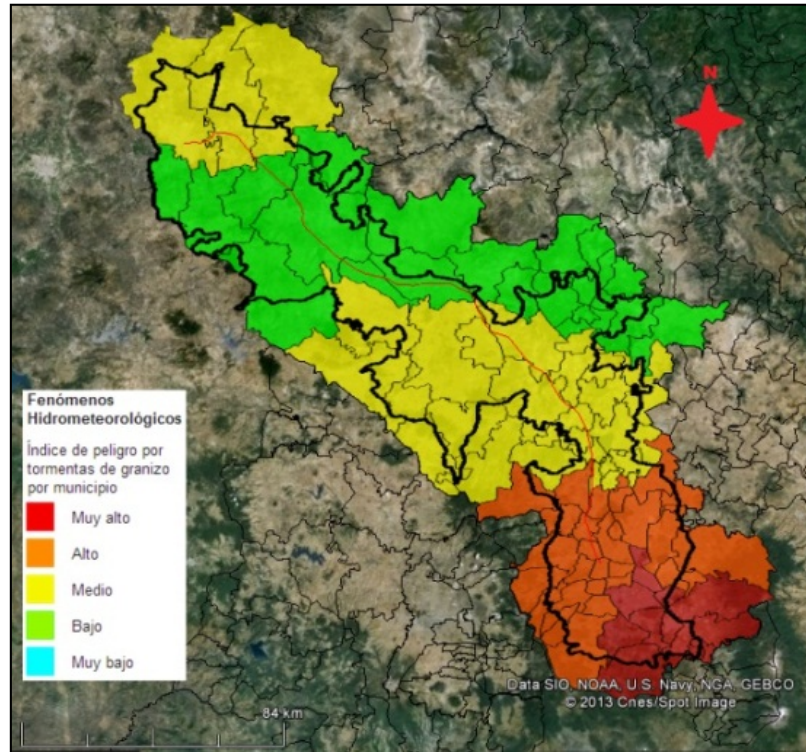 N
Fenómenos
Hidrometeorológicos
Índice de peligro por
tormentas de granizo
por municipio
Muy alto
Alto
Medio
Bajo
Muy bajo
Data SIO, NOAA, U.S. Navy, NGA, GEBCO
© 2013 Cnes/Spot Image
84 km